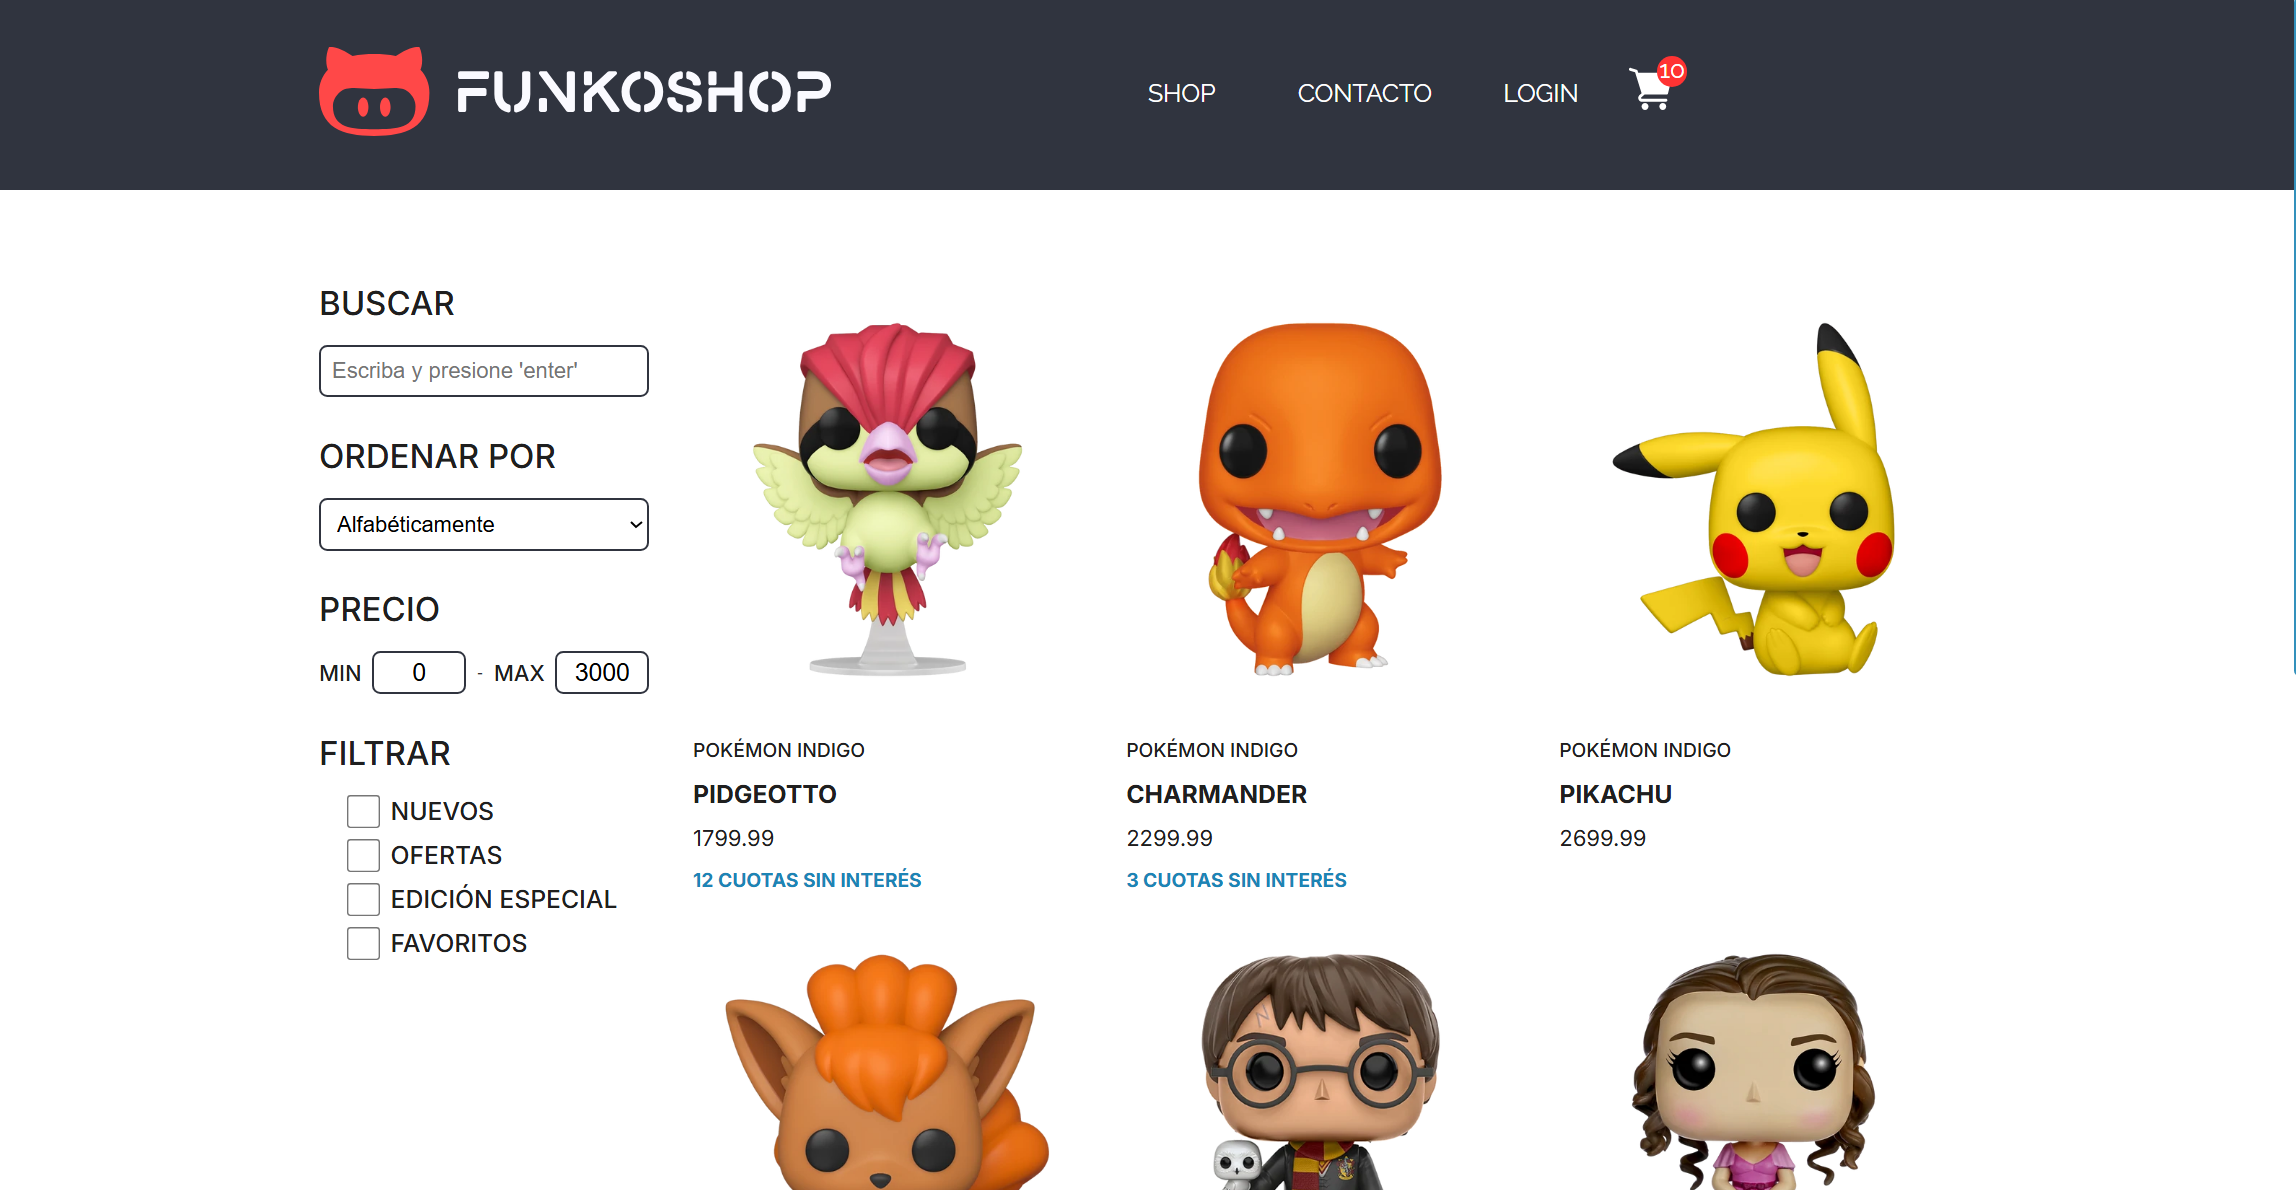 FUNKOSHOP
SHOP
CONTACTO
LOGIN
10
BUSCAR
Escriba y presione 'enter'
ORDENAR POR
Alfabéticamente
PRECIO
MIN 0 - MAX 3000
FILTRAR
NUEVOS
OFERTAS
EDICIÓN ESPECIAL
FAVORITOS
POKÉMON INDIGO
PIDGEOTTO
1799.99
12 CUOTAS SIN INTERÉS
POKÉMON INDIGO
CHARMANDER
2299.99
3 CUOTAS SIN INTERÉS
POKÉMON INDIGO
PIKACHU
2699.99